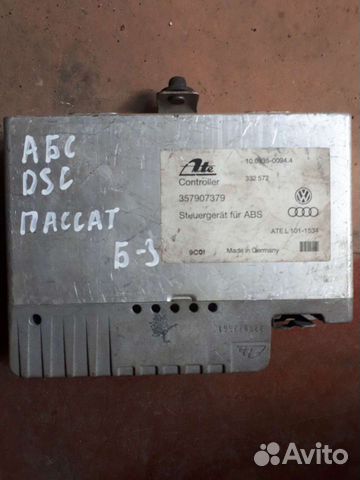 АБС
DSC
ПАССАТ
Б-3
Ate
10.0935-0094.4
Controller
332 572
357907379
Steuergerät für ABS
ATE L 101-1534
9C01
Made in Germany
Avito